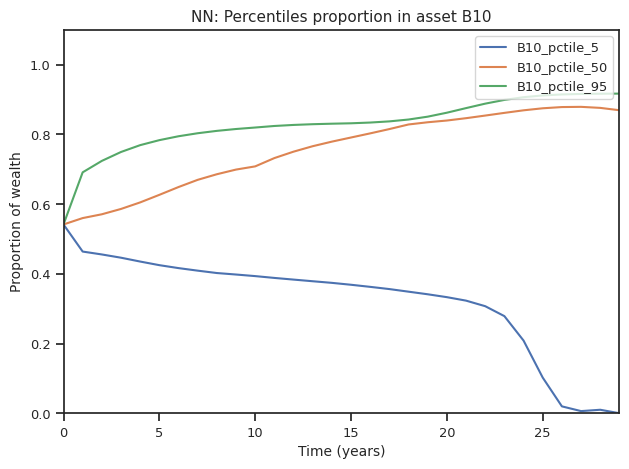 NN: Percentiles proportion in asset B10
B10_pctile_5
B10_pctile_50
B10_pctile_95
Proportion of wealth
1.0
0.8
0.6
0.4
0.2
0.0
0
5
10
15
20
25
Time (years)